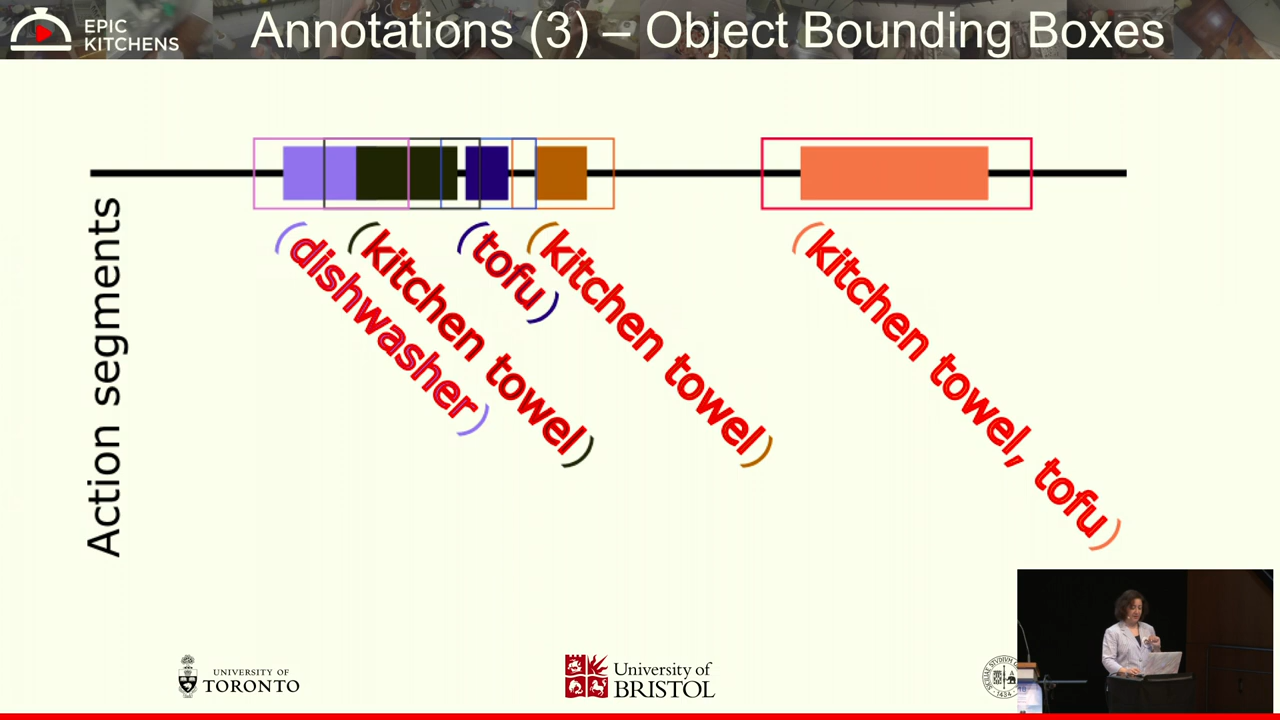 EPIC
KITCHENS
Annotations (3) – Object Bounding Boxes
Action segments
(dishwasher)
(kitchen towel)
(tofu)
(kitchen towel)
(kitchen towel, tofu)
UNIVERSITY OF
TORONTO
University of
BRISTOL